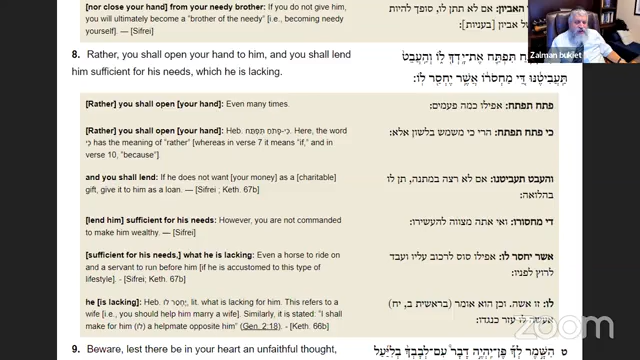 [nor close your hand] from your needy brother: If you do not give him,
you will ultimately become a "brother of the needy" [i.e., becoming needy
yourself]. — [Sifrei]
האביון: אם לא תתן לו, סופך להיות
של אביון [בעניות]:
Zalman bukiet
8. Rather, you shall open your hand to him, and you shall lend
him sufficient for his needs, which he is lacking.
תִּפְתַּ֛ח אֶת־יָדְךָ֖ ל֑וֹ וְהַעֲבֵט֙
תַּעֲבִיטֶ֔נּוּ דֵּ֚י מַחְסֹר֔וֹ אֲשֶׁ֥ר יֶחְסַ֖ר לֽוֹ:
[Rather] you shall open [your hand]: Even many times.
פתח תפתח: אפילו כמה פעמים:
[Rather] you shall open [your hand]: Heb. כִּי-פָתֹחַ תִּפְתַּח. Here, the word
כִּי has the meaning of "rather" [whereas in verse 7 it means "if," and in
verse 10, "because"].
כי פתח תפתח: הרי כי משמש בלשון אלא:
and you shall lend: If he does not want [your money] as a [charitable]
gift, give it to him as a loan. — [Sifrei ; Keth. 67b]
והעבט תעביטנו: אם לא רצה במתנה, תן לו
בהלואה:
[lend him] sufficient for his needs: However, you are not commanded
to make him wealthy. — [Sifrei]
די מחסורו: ואי אתה מצווה להעשירו:
[sufficient for his needs,] what he is lacking: Even a horse to ride on
and a servant to run before him [if he is accustomed to this type of
lifestyle]. - [Sifrei; Keth. 67b]
אשר יחסר לו: אפילו סוס לרכוב עליו ועבד
לרוץ לפניו:
he [is lacking]: Heb. יֶחְסַר לוֹ, lit. what is lacking for him. This refers to a
wife [i.e., you should help him marry a wife]. Similarly, it is stated: "I shall
make for him (לוֹ) a helpmate opposite him" (Gen. 2:18). - [Keth. 66b]
לו: זו אשה. וכן הוא אומר (בראשית ב, יח)
אעשה לו עזר כנגדו:
zoom
9. Beware, lest there be in your heart an unfaithful thought,
הִשָּׁ֣מֶר לְךָ֡ פֶּן־יִהְיֶ֣ה דָבָר֩ עִם־לְבָבְךָ֨ בְלִיַּ֜עַל